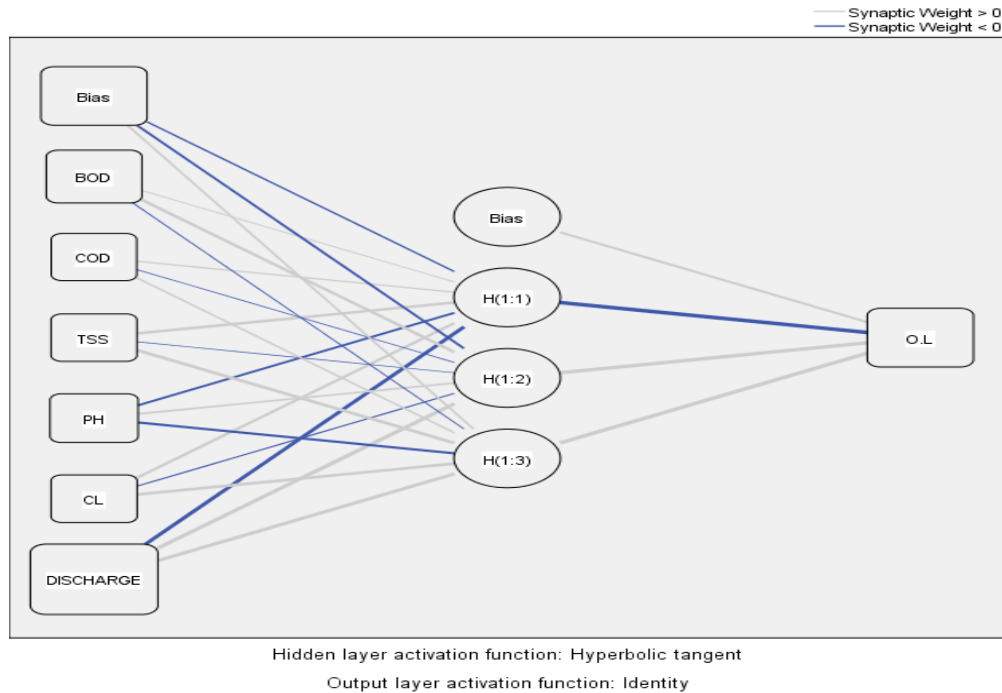 Synaptic Weight > 0
Synaptic Weight < 0
Bias
BOD
COD
TSS
PH
CL
DISCHARGE
Bias
H(1:1)
H(1:2)
H(1:3)
O.L
Hidden layer activation function: Hyperbolic tangent
Output layer activation function: Identity